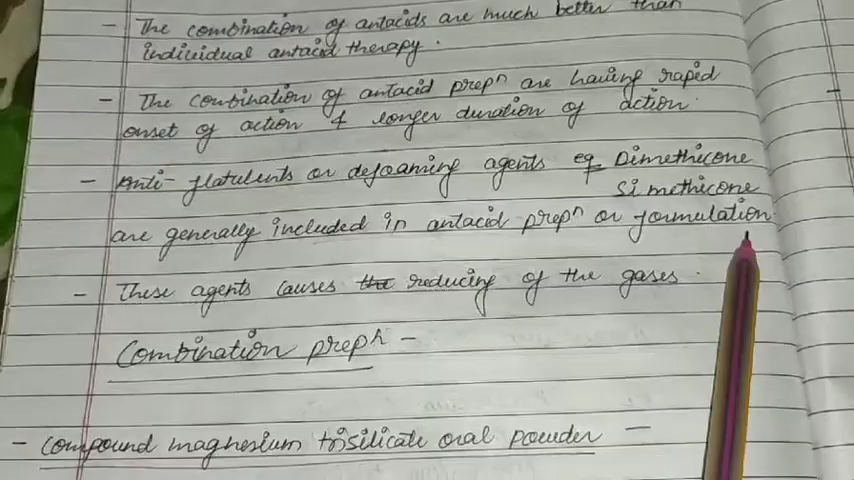 - The combination of antacids are much better than
individual antacid therapy.
- The combination of antacid prepⁿ are having rapid
onset of action & longer duration of action.
- Anti-flatulents or defoaming agents eg Dimethicone
Simethicone
are generally included in antacid prepⁿ or formulation
- These agents causes the reducing of the gases.
Combination prepⁿ -
- Compound magnesium trisilicate oral powder -